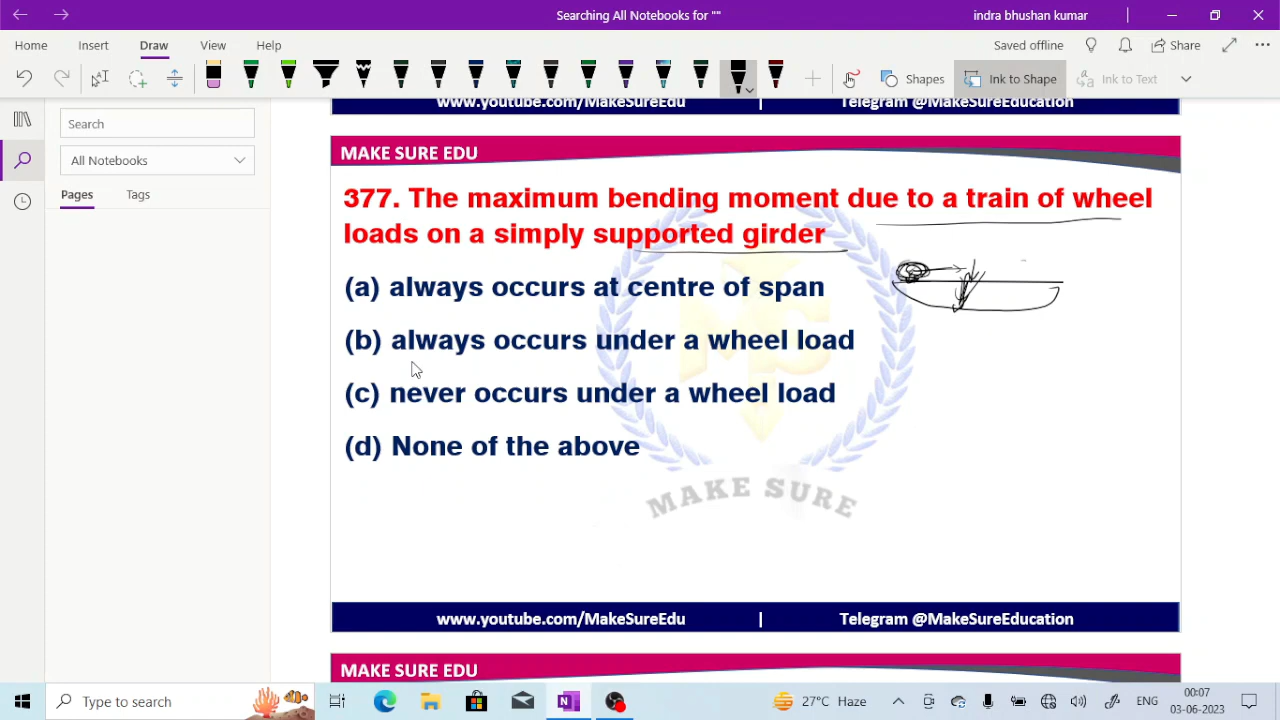 Searching All Notebooks for ""
indra bhushan kumar
Home Insert Draw View Help
Saved offline
Share
Shapes
Ink to Shape
Ink to Text
www.youtube.com/MakeSureEdu | Telegram @MakeSureEducation
Search
All Notebooks
Pages Tags
MAKE SURE EDU
377. The maximum bending moment due to a train of wheel
loads on a simply supported girder
(a) always occurs at centre of span
(b) always occurs under a wheel load
(c) never occurs under a wheel load
(d) None of the above
MAKE SURE
www.youtube.com/MakeSureEdu | Telegram @MakeSureEducation
MAKE SURE EDU
Type to search
27°C Haze
ENG
00:07
03-06-2023